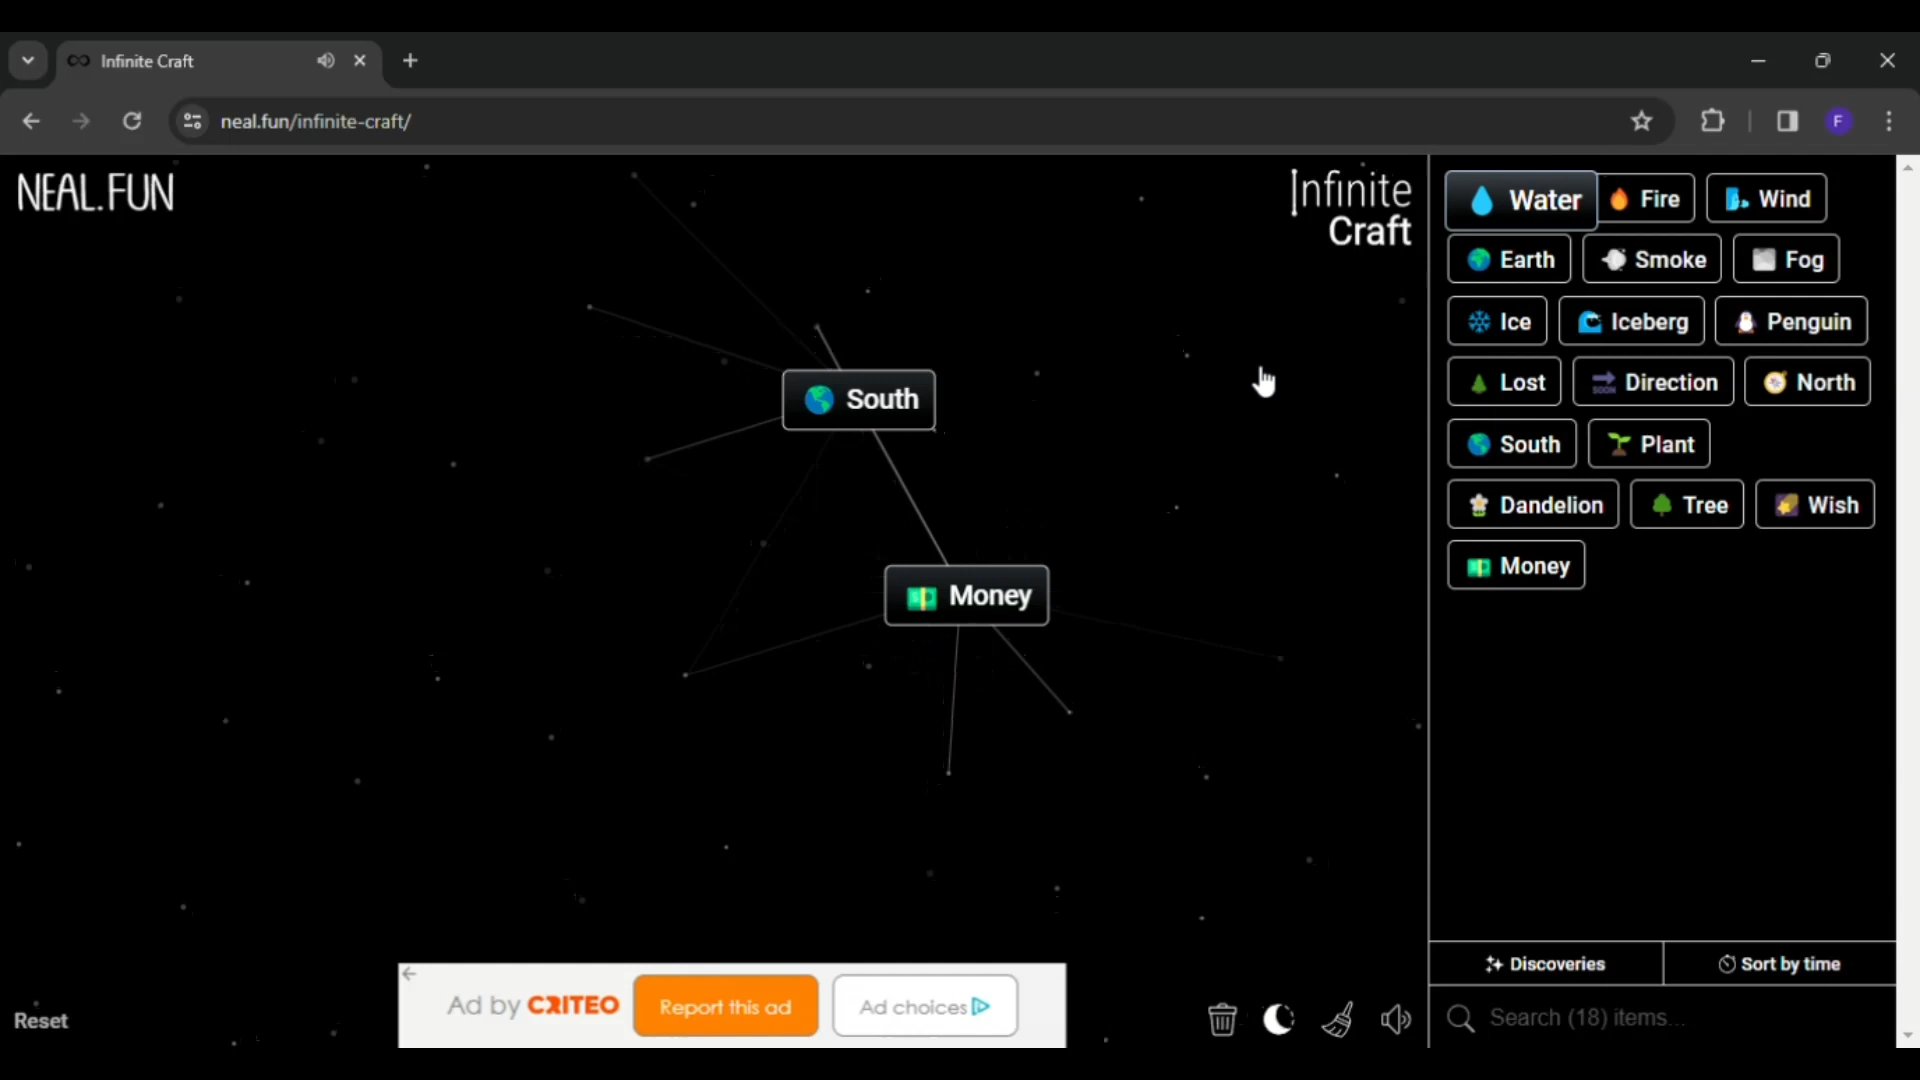 Infinite Craft
neal.fun/infinite-craft/
F
NEAL.FUN
Infinite
Craft
Water
Fire
Wind
Earth
Smoke
Fog
Ice
Iceberg
Penguin
Lost
SOON
Direction
North
South
Plant
Dandelion
Tree
Wish
Money
South
Money
Discoveries
Sort by time
Search (18) items...
Reset
Ad by CRITEO
Report this ad
Ad choices